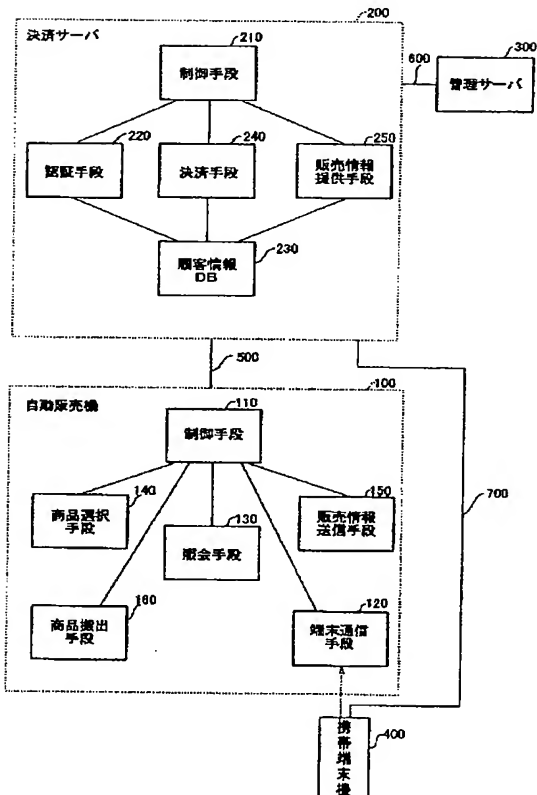 200
決済サーバ
210
制御手段
600
300
管理サーバ
220
認証手段
240
決済手段
250
販売情報
提供手段
230
顧客情報
DB
500
100
自動販売機
110
制御手段
140
商品選択
手段
130
照会手段
150
販売情報
送信手段
700
160
商品搬出
手段
120
端末通信
手段
400
携帯端末機